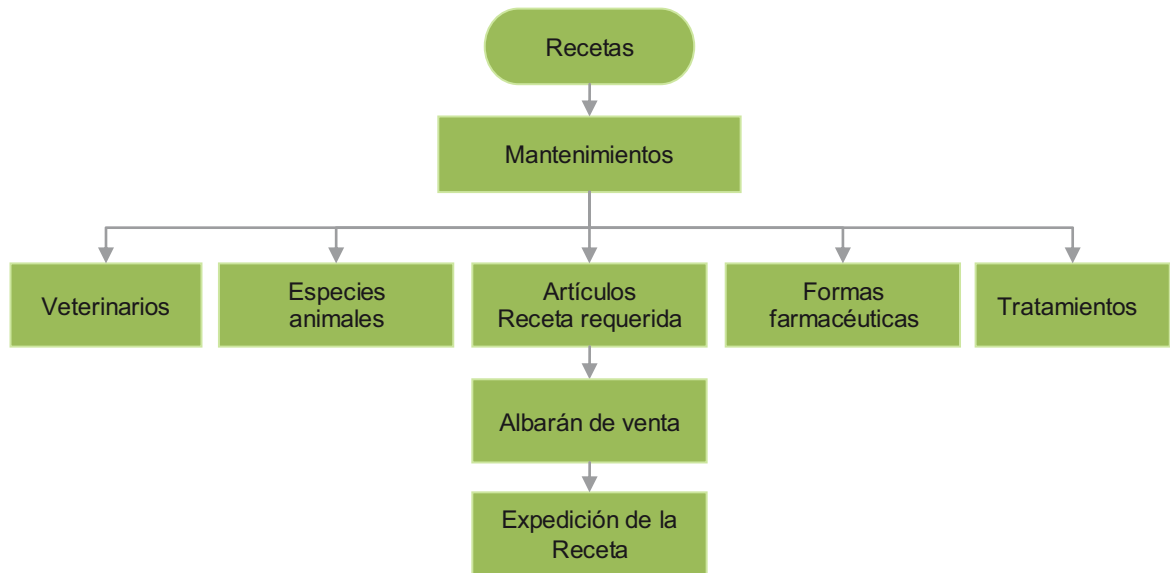 Recetas
Mantenimientos
Veterinarios
Especies
animales
Artículos
Receta requerida
Formas
farmacéuticas
Tratamientos
Albarán de venta
Expedición de la
Receta